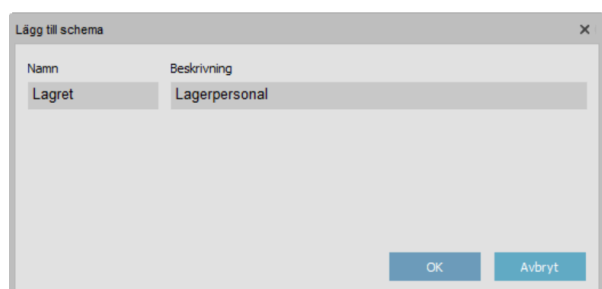 Lägg till schema
Namn Beskrivning
Lagret Lagerpersonal
OK Avbryt